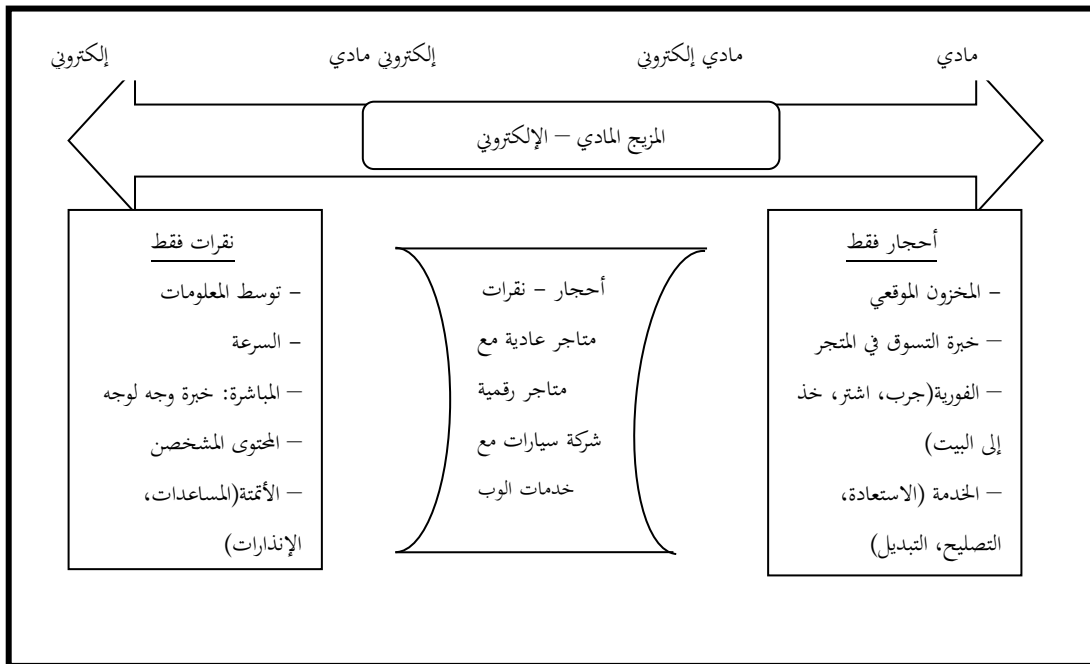 مادي
مادي إلكتروني
إلكتروني مادي
إلكتروني
المزيج المادي – الإلكتروني
أحجار فقط
– المخزون الموقعي
– خبرة التسوق في المتجر
– الفورية(جرب، اشتر، خذ
إلى البيت)
– الخدمة (الاستعادة،
التصليح، التبديل)
أحجار – نقرات
متاجر عادية مع
متاجر رقمية
شركة سيارات مع
خدمات الوب
نقرات فقط
– توسط المعلومات
– السرعة
– المباشرة: خبرة وجه لوجه
– المحتوى المشخصن
– الأتمتة(المساعدات،
الإنذارات)